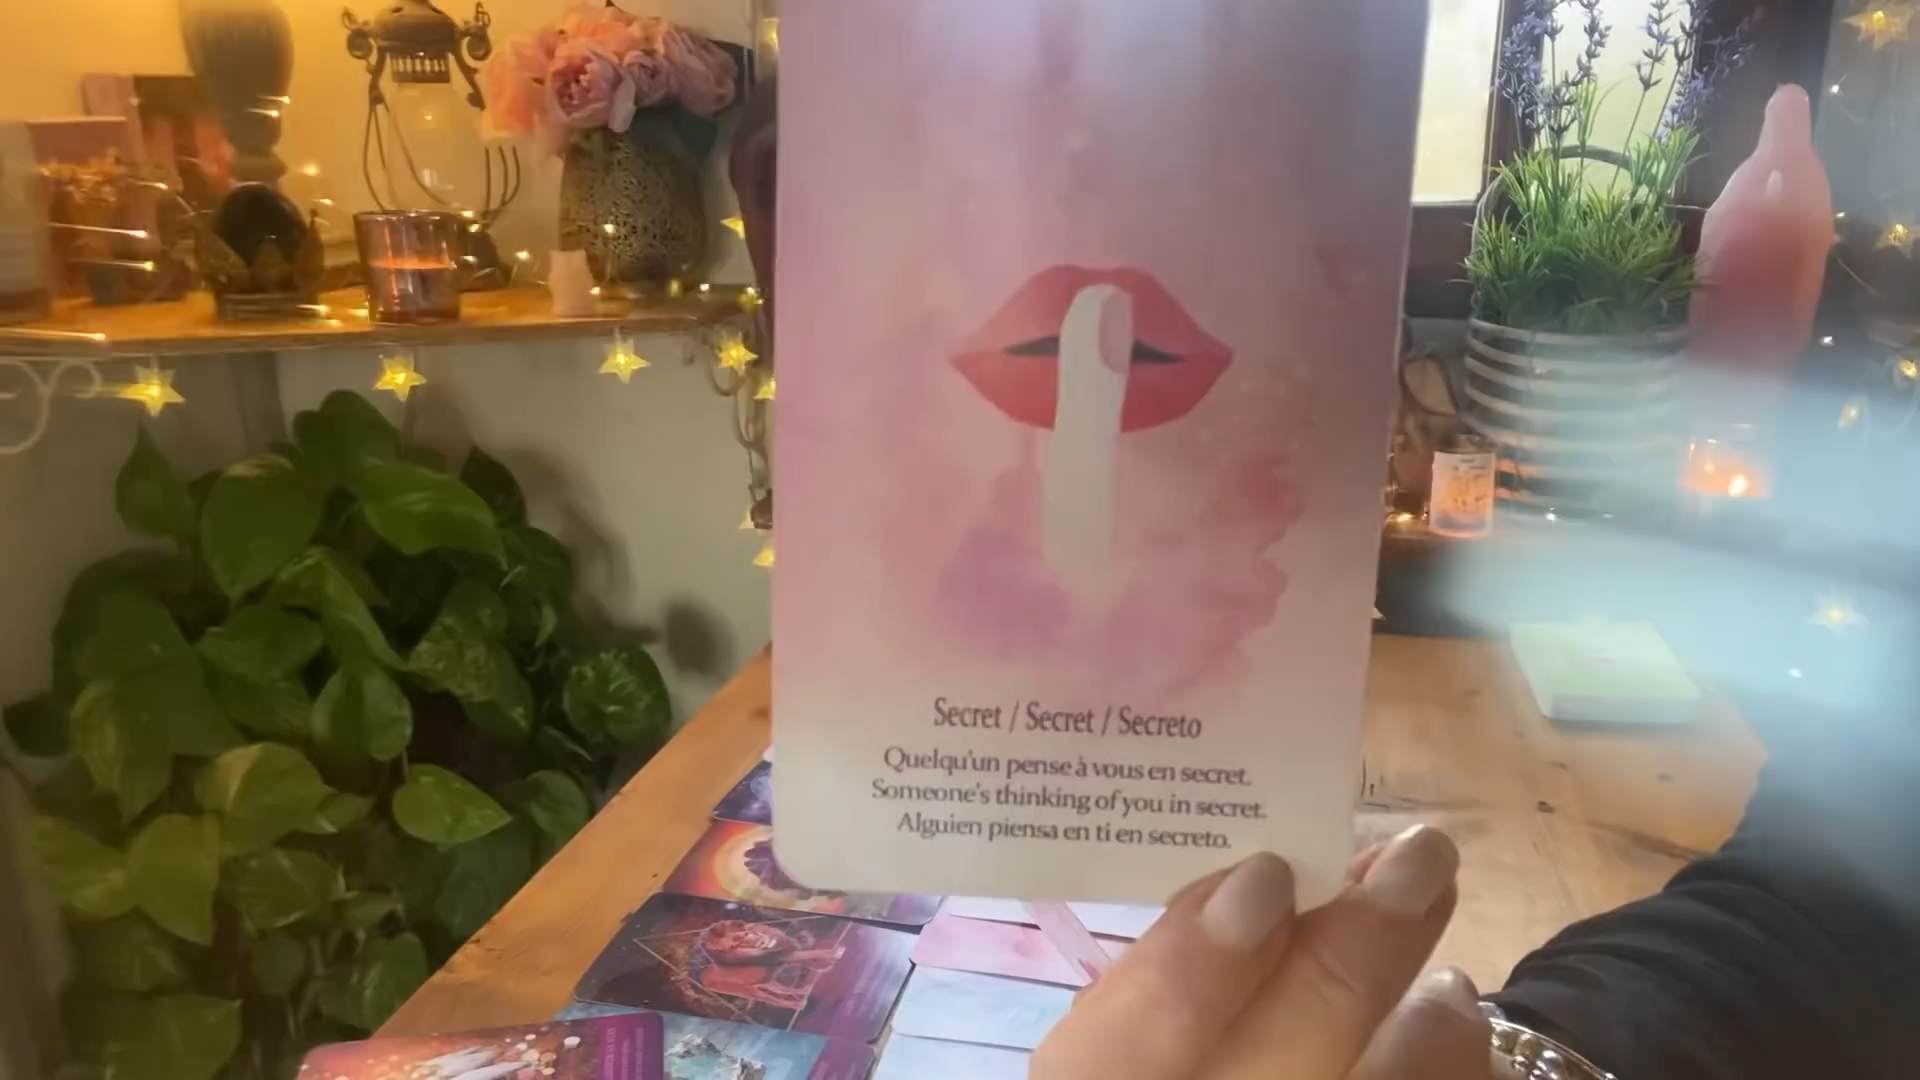 Secret / Secret / Secreto
Quelqu'un pense à vous en secret.
Someone's thinking of you in secret.
Alguien piensa en ti en secreto.